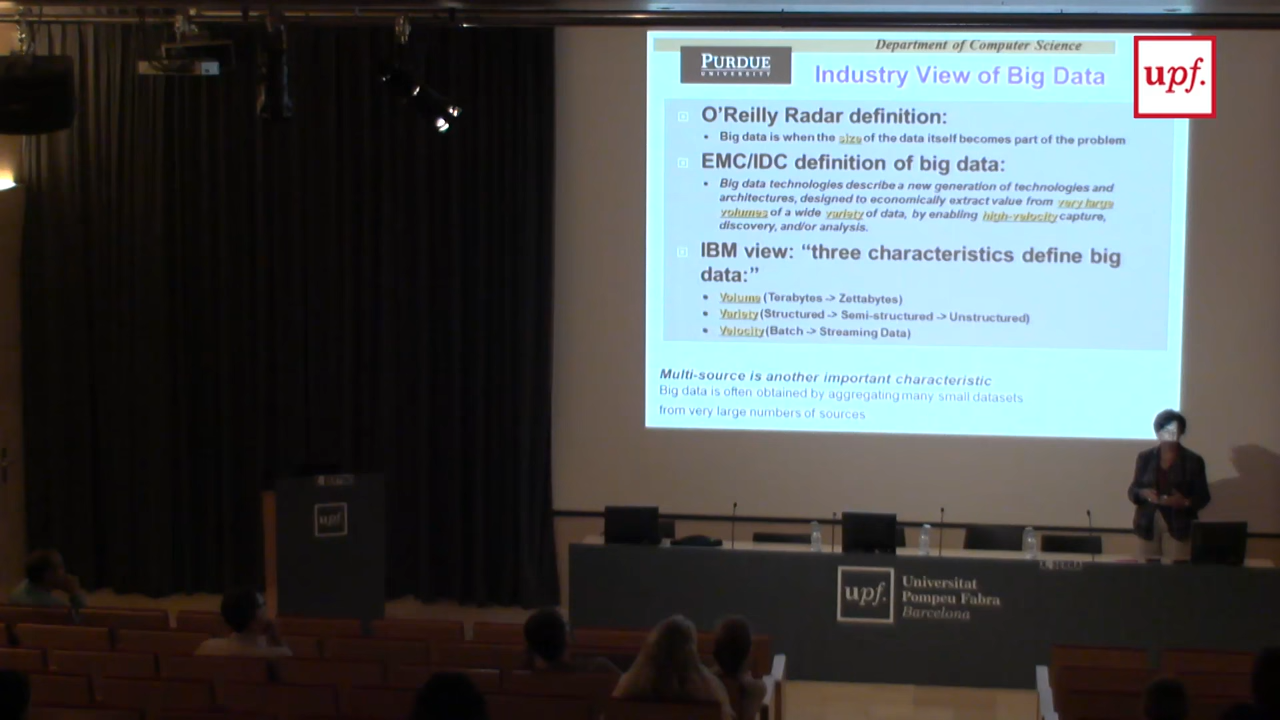 Department of Computer Science
PURDUE
UNIVERSITY
Industry View of Big Data
upf.
O'Reilly Radar definition:
• Big data is when the size of the data itself becomes part of the problem
EMC/IDC definition of big data:
• Big data technologies describe a new generation of technologies and
architectures, designed to economically extract value from very large
volumes of a wide variety of data, by enabling high-velocity capture,
discovery, and/or analysis.
IBM view: “three characteristics define big
data:”
• Volume (Terabytes -> Zettabytes)
• Variety (Structured -> Semi-structured -> Unstructured)
• Velocity (Batch -> Streaming Data)
Multi-source is another important characteristic
Big data is often obtained by aggregating many small datasets
from very large numbers of sources
upf.
upf.
Universitat
Pompeu Fabra
Barcelona